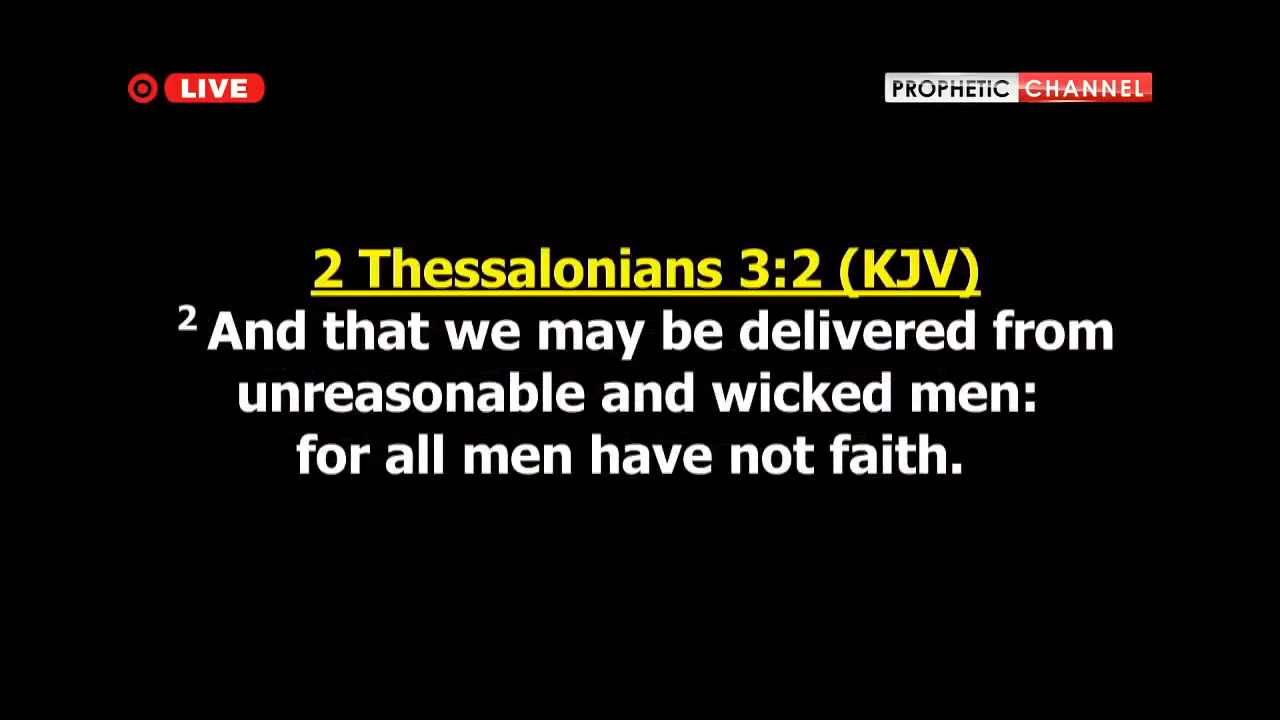 LIVE
PROPHETIC CHANNEL
2 Thessalonians 3:2 (KJV)
2 And that we may be delivered from
unreasonable and wicked men:
for all men have not faith.